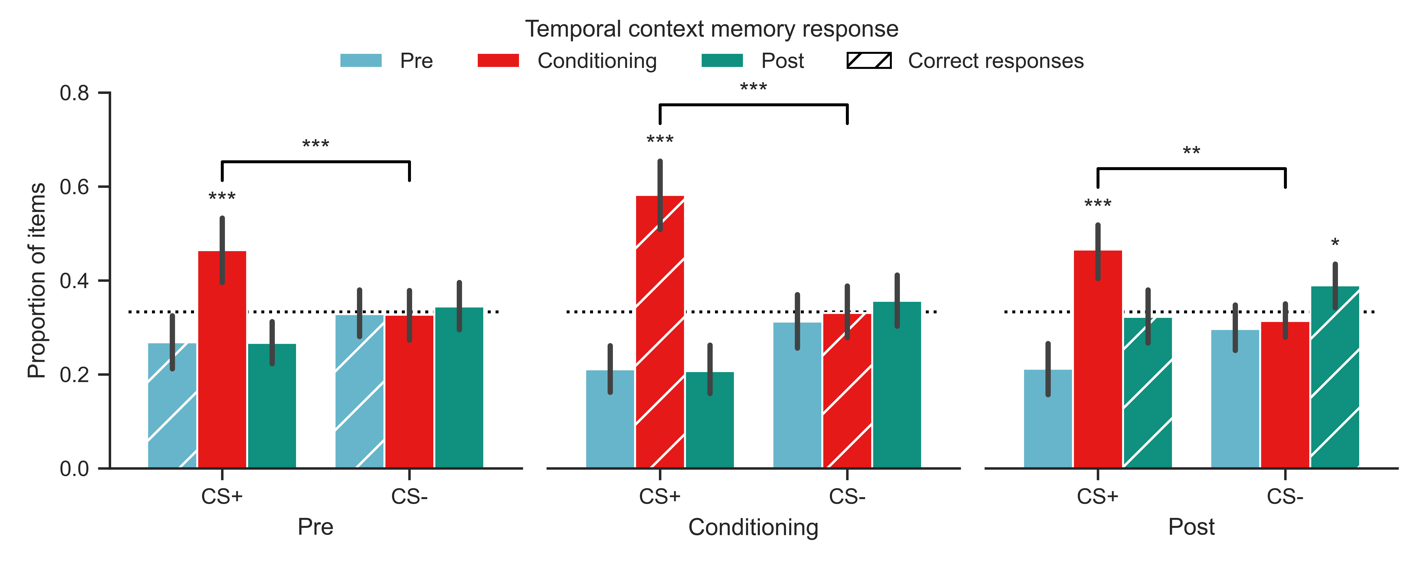 Temporal context memory response
Pre Conditioning Post Correct responses
Proportion of items
0.8
0.6
0.4
0.2
0.0
***
***
CS+ CS-
Pre
***
***
CS+ CS-
Conditioning
**
***
*
CS+ CS-
Post